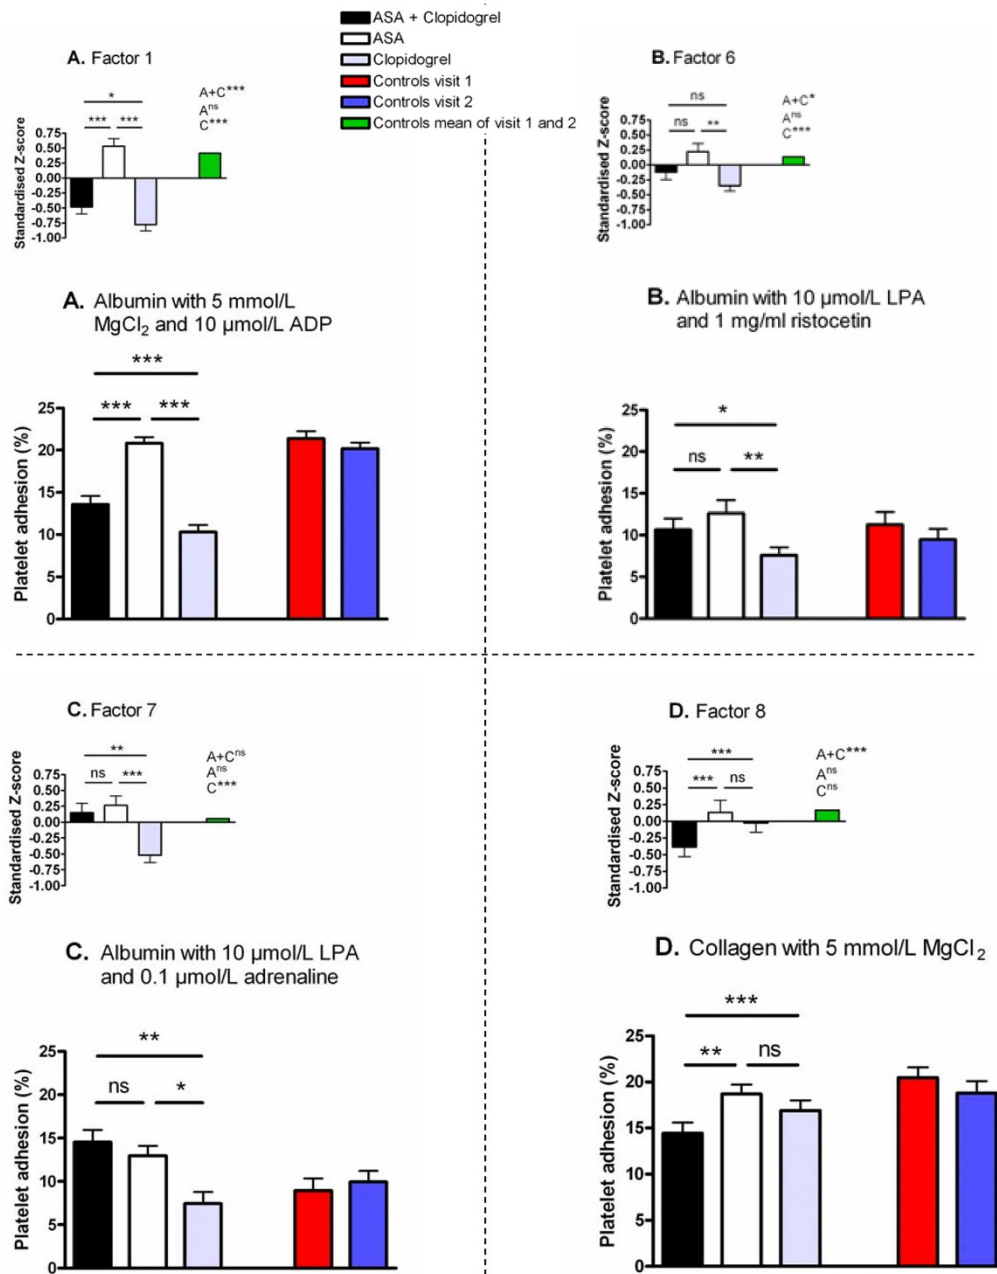 ASA + Clopidogrel
ASA
Clopidogrel
Controls visit 1
Controls visit 2
Controls mean of visit 1 and 2
A. Factor 1
*
*** ***
A+C***
Ans
C***
Standardised Z-score
0.75
0.50
0.25
0.00
-0.25
-0.50
-0.75
-1.00
B. Factor 6
ns
ns **
A+C*
Ans
C***
Standardised Z-score
0.75
0.50
0.25
0.00
-0.25
-0.50
-0.75
-1.00
A. Albumin with 5 mmol/L
MgCl2 and 10 µmol/L ADP
***
*** ***
Platelet adhesion (%)
25
20
15
10
5
0
B. Albumin with 10 µmol/L LPA
and 1 mg/ml ristocetin
*
ns **
Platelet adhesion (%)
25
20
15
10
5
0
C. Factor 7
**
ns ***
A+Cns
Ans
C***
Standardised Z-score
0.75
0.50
0.25
0.00
-0.25
-0.50
-0.75
-1.00
D. Factor 8
***
*** ns
A+C***
Ans
Cns
Standardised Z-score
0.75
0.50
0.25
0.00
-0.25
-0.50
-0.75
-1.00
C. Albumin with 10 µmol/L LPA
and 0.1 µmol/L adrenaline
**
ns *
Platelet adhesion (%)
25
20
15
10
5
0
D. Collagen with 5 mmol/L MgCl2
***
** ns
Platelet adhesion (%)
25
20
15
10
5
0